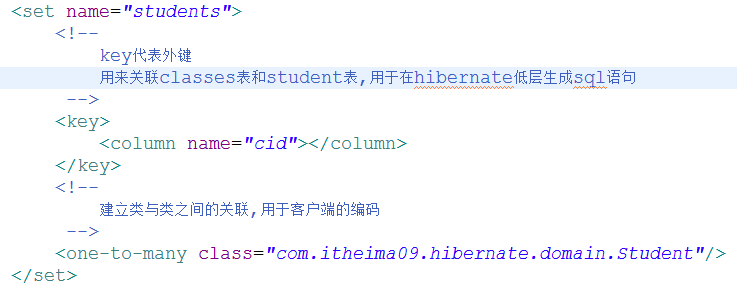 <set name="students">
<!--
key代表外键
用来关联classes表和student表,用于在hibernate低层生成sql语句
-->
<key>
<column name="cid"></column>
</key>
<!--
建立类与类之间的关联,用于客户端的编码
-->
<one-to-many class="com.itheima09.hibernate.domain.Student"/>
</set>